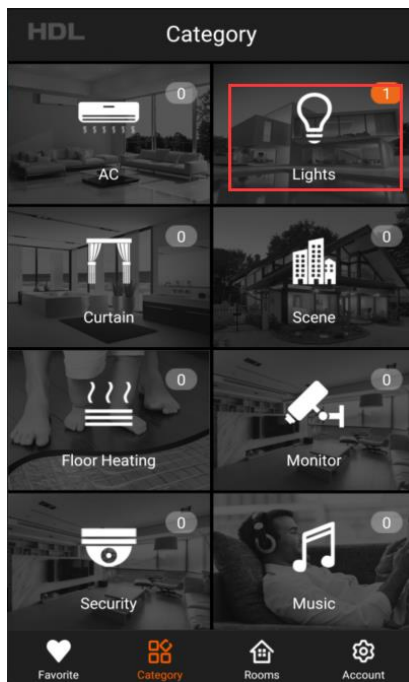 HDL
Category
0
1
AC
Lights
0
0
Curtain
Scene
0
0
Floor Heating
Monitor
0
0
Security
Music
Favorite
Category
Rooms
Account